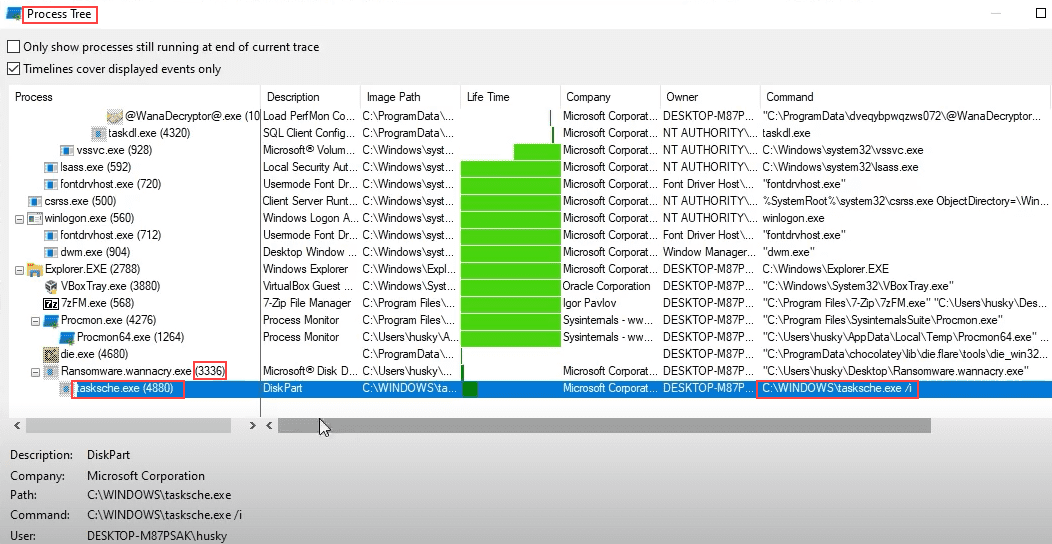 Process Tree
Only show processes still running at end of current trace
Timelines cover displayed events only
Process Description Image Path Life Time Company Owner Command
@WanaDecryptor@.exe (10 Load PerfMon Co... C:\ProgramData\... Microsoft Corporat... DESKTOP-M87P... "C:\ProgramData\dveqybpwqzws072\@WanaDecryptor...
taskdl.exe (4320) SQL Client Config... C:\ProgramData\... Microsoft Corporat... NT AUTHORITY\... taskdl.exe
vssvc.exe (928) Microsoft® Volum... C:\Windows\syst... Microsoft Corporat... NT AUTHORITY\... C:\Windows\system32\vssvc.exe
lsass.exe (592) Local Security Aut... C:\Windows\syst... Microsoft Corporat... NT AUTHORITY\... C:\Windows\system32\lsass.exe
fontdrvhost.exe (720) Usermode Font Dr... C:\Windows\syst... Microsoft Corporat... Font Driver Host\... "fontdrvhost.exe"
csrss.exe (500) Client Server Runt... C:\Windows\syst... Microsoft Corporat... NT AUTHORITY\... %SystemRoot%\system32\csrss.exe ObjectDirectory=\Win...
winlogon.exe (560) Windows Logon A... C:\Windows\syst... Microsoft Corporat... NT AUTHORITY\... winlogon.exe
fontdrvhost.exe (712) Usermode Font Dr... C:\Windows\syst... Microsoft Corporat... Font Driver Host\... "fontdrvhost.exe"
dwm.exe (904) Desktop Window ... C:\Windows\syst... Microsoft Corporat... Window Manager... "dwm.exe"
Explorer.EXE (2788) Windows Explorer C:\Windows\Expl... Microsoft Corporat... DESKTOP-M87P... C:\Windows\Explorer.EXE
VBoxTray.exe (3880) VirtualBox Guest ... C:\Windows\Syst... Oracle Corporation DESKTOP-M87P... "C:\Windows\System32\VBoxTray.exe"
7z 7zFM.exe (568) 7-Zip File Manager C:\Program Files\... Igor Pavlov DESKTOP-M87P... "C:\Program Files\7-Zip\7zFM.exe" "C:\Users\husky\Des...
Procmon.exe (4276) Process Monitor C:\Program Files\... Sysinternals - ww... DESKTOP-M87P... "C:\Program Files\SysinternalsSuite\Procmon.exe"
Procmon64.exe (1264) Process Monitor C:\Users\husky\... Sysinternals - ww... DESKTOP-M87P... "C:\Users\husky\AppData\Local\Temp\Procmon64.exe" ...
die.exe (4680) C:\ProgramData\... DESKTOP-M87P... "C:\ProgramData\chocolatey\lib\die.flare\tools\die_win32...
Ransomware.wannacry.exe (3336) Microsoft® Disk D... C:\Users\husky\... Microsoft Corporat... DESKTOP-M87P... "C:\Users\husky\Desktop\Ransomware.wannacry.exe"
tasksche.exe (4880) DiskPart C:\WINDOWS\ta... Microsoft Corporat... DESKTOP-M87P... C:\WINDOWS\tasksche.exe /i
Description: DiskPart
Company: Microsoft Corporation
Path: C:\WINDOWS\tasksche.exe
Command: C:\WINDOWS\tasksche.exe /i
User: DESKTOP-M87PSAK\husky